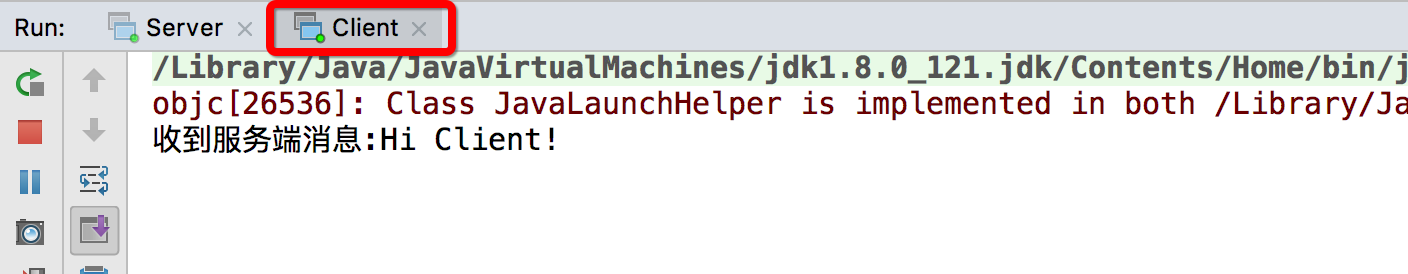 Run: Server Client
/Library/Java/JavaVirtualMachines/jdk1.8.0_121.jdk/Contents/Home/bin/j
objc[26536]: Class JavaLaunchHelper is implemented in both /Library/Ja
收到服务端消息:Hi Client!